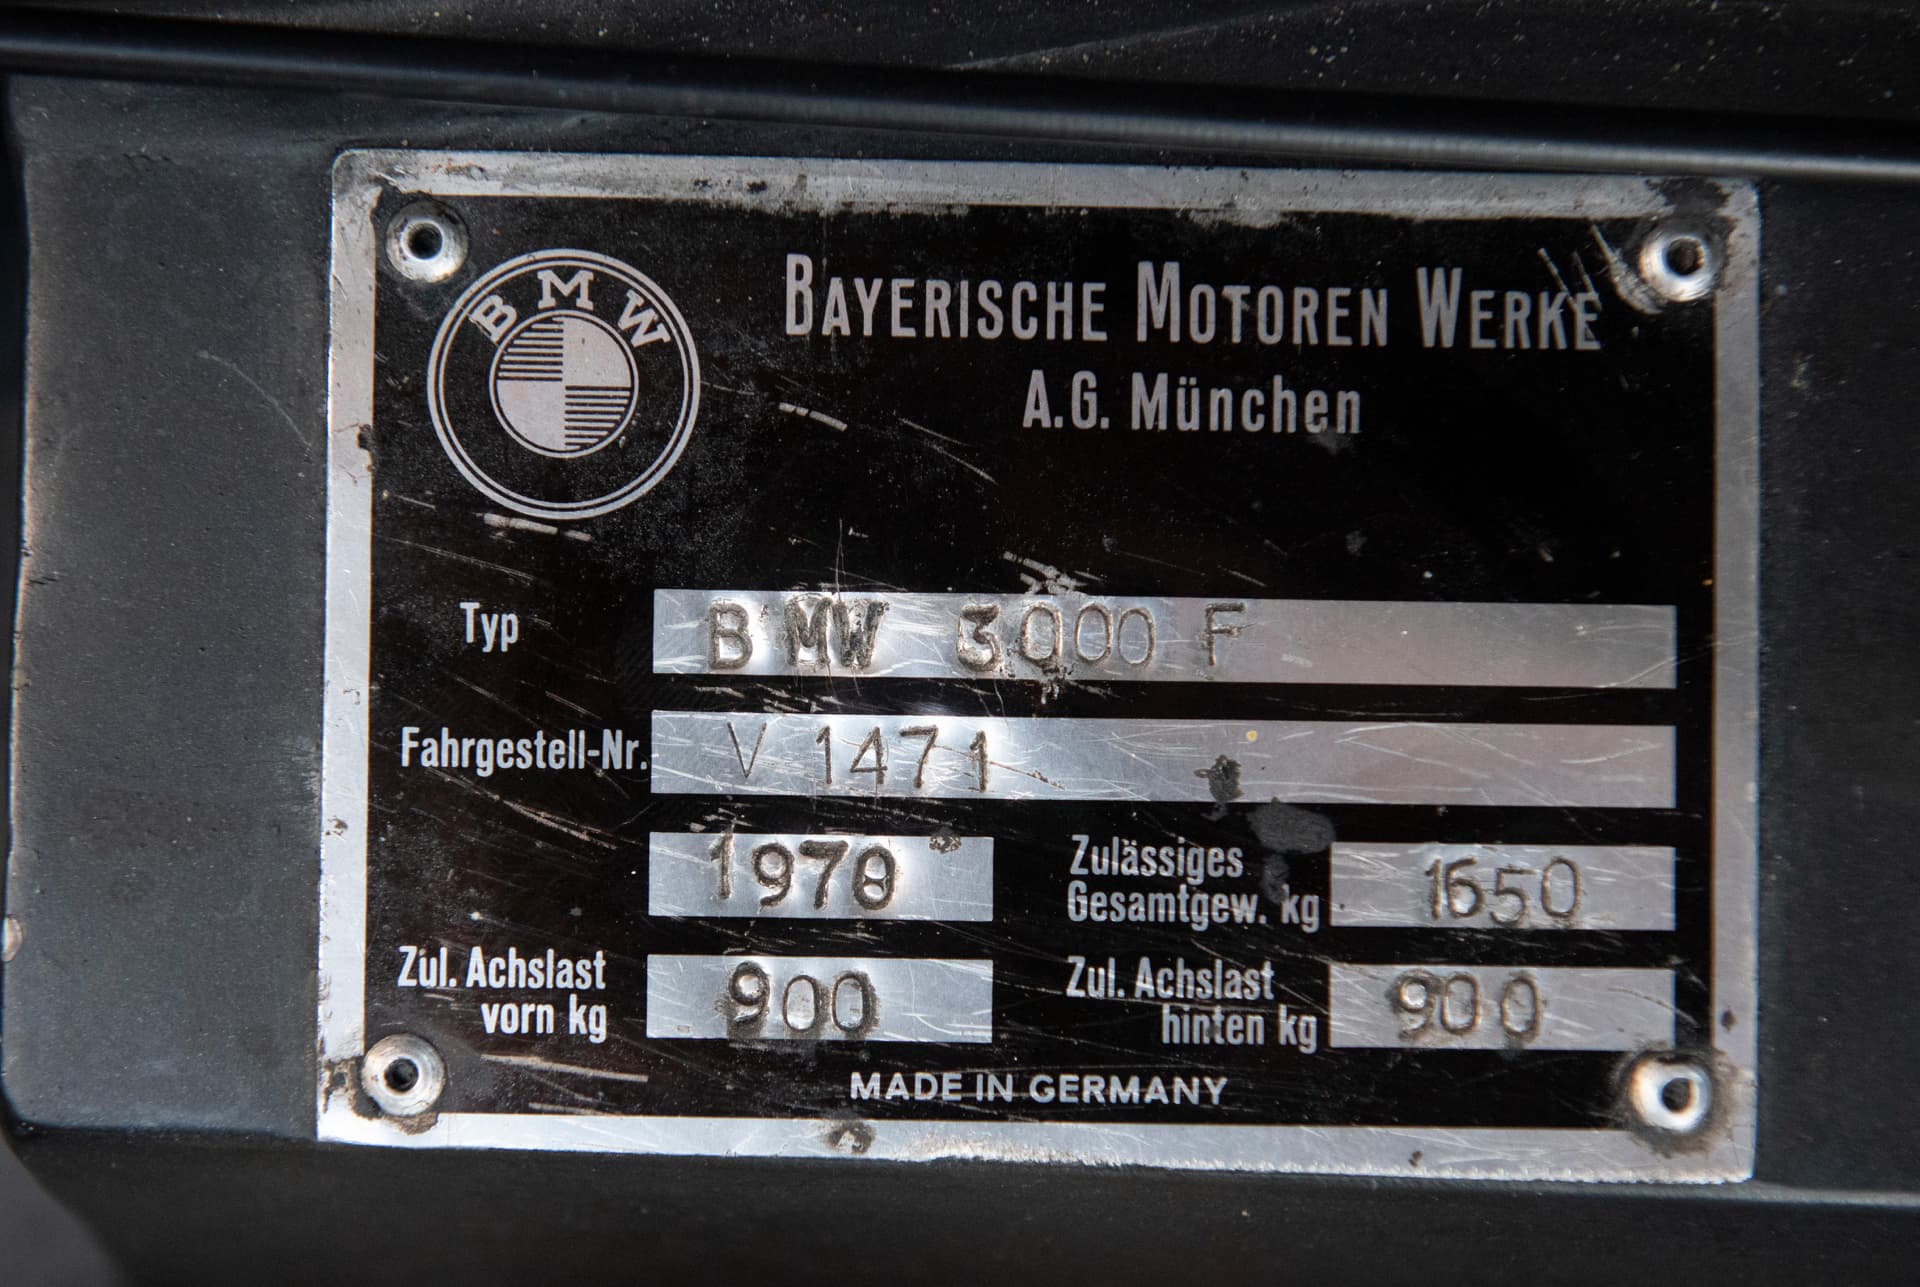 BMW
BAYERISCHE MOTOREN WERKE
A.G. München
Typ BMW 3000 F
Fahrgestell-Nr. V 1471
1978
Zulässiges
Gesamtgew. kg 1650
Zul. Achslast
vorn kg 900
Zul. Achslast
hinten kg 900
MADE IN GERMANY